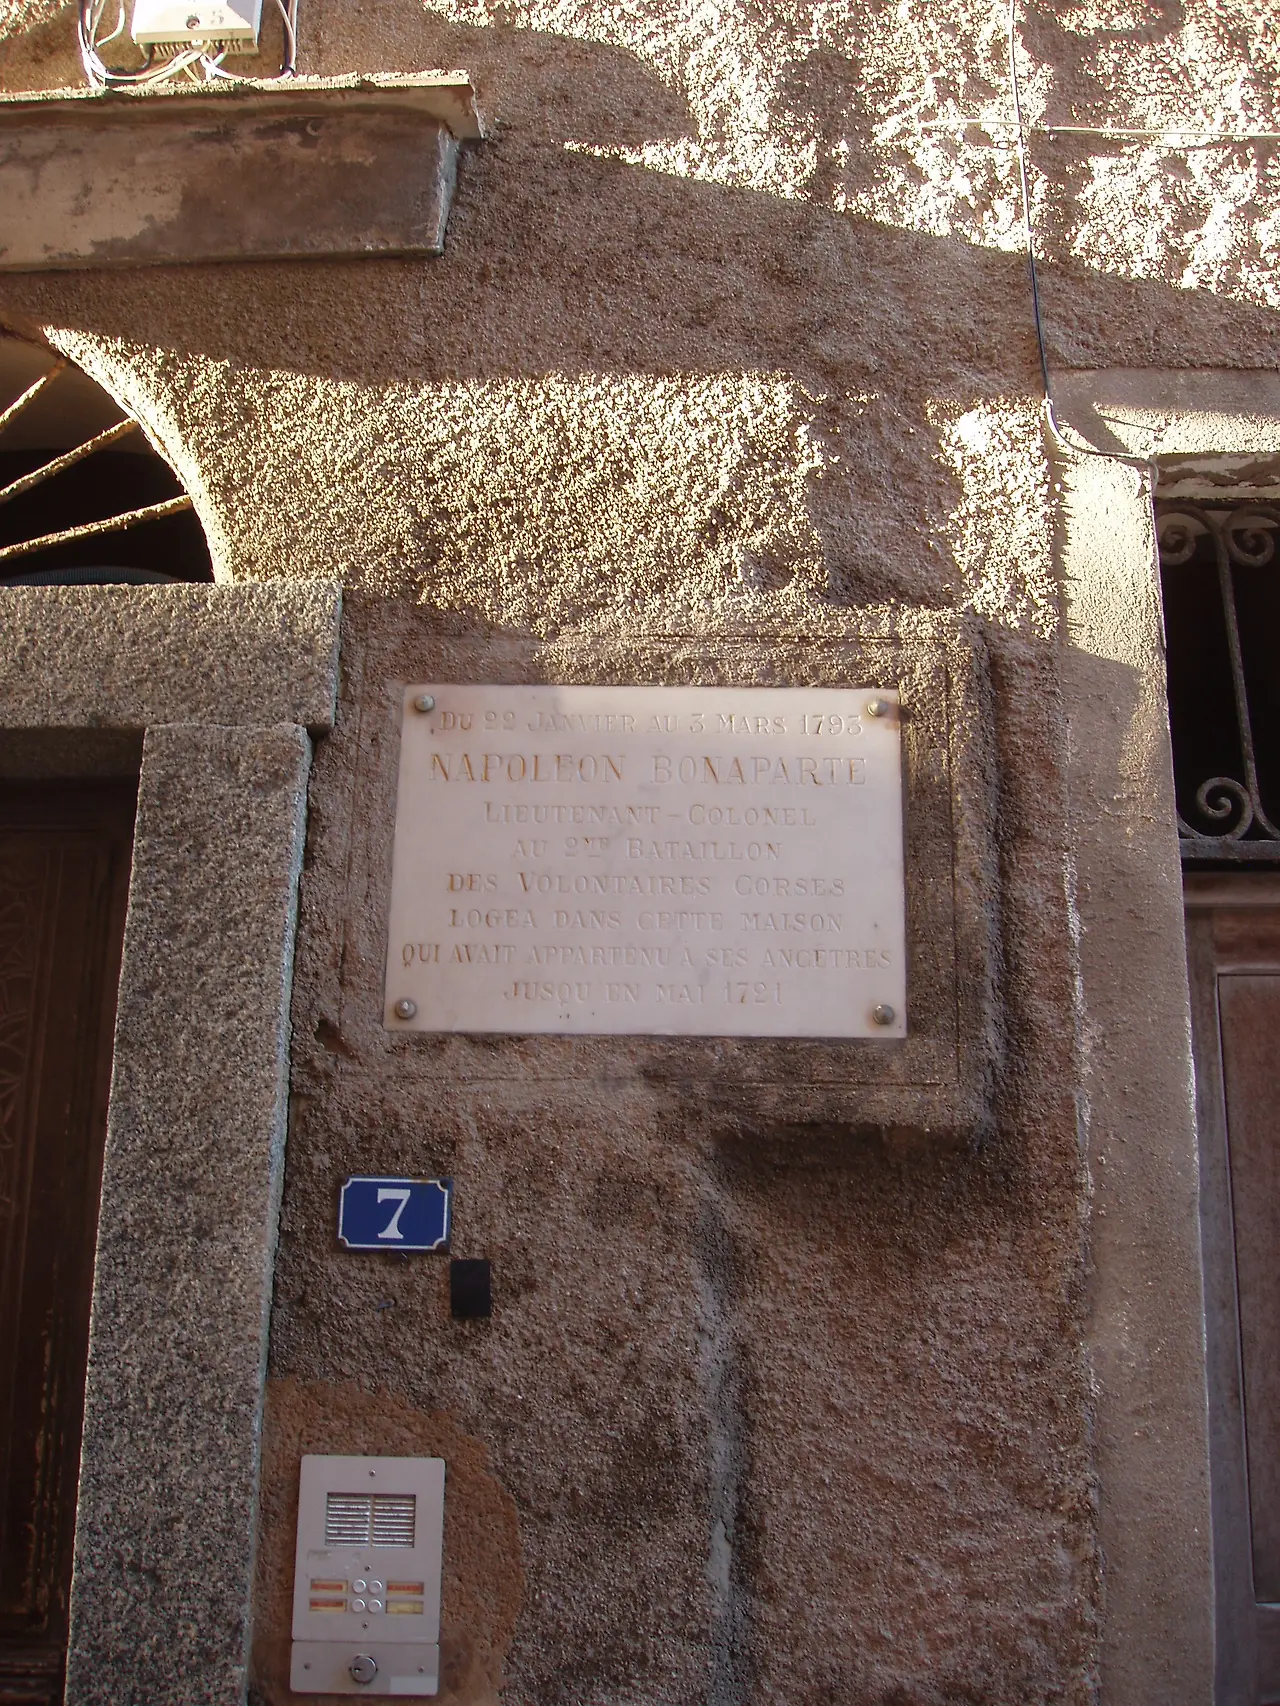 5
DU 22 JANVIER AU 3 MARS 1793
NAPOLEON BONAPARTE
LIEUTENANT-COLONEL
AU 2ME BATAILLON
DES VOLONTAIRES CORSES
LOGEA DANS CETTE MAISON
QUI AVAIT APPARTENU A SES ANCETRES
JUSQU'EN MAI 1721
7